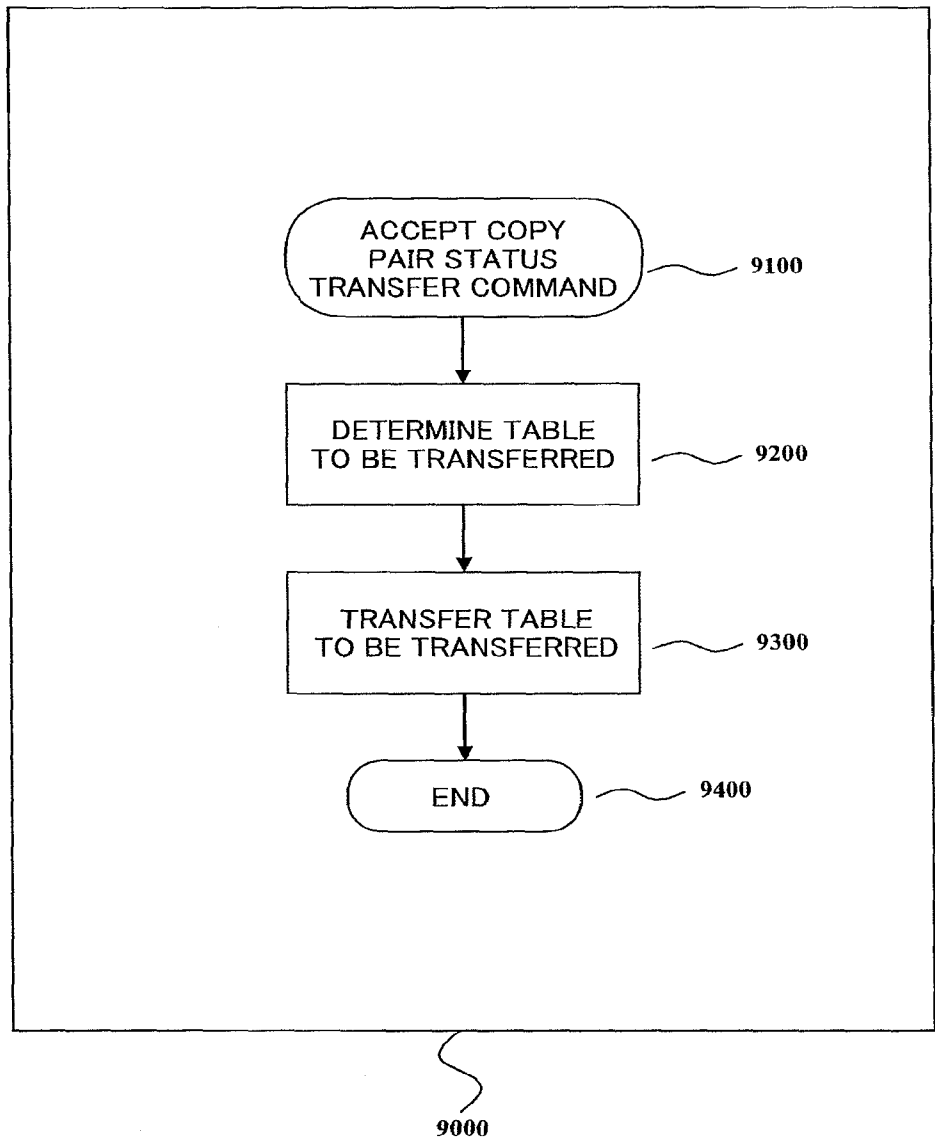 ACCEPT COPY
PAIR STATUS
TRANSFER COMMAND
9100
DETERMINE TABLE
TO BE TRANSFERRED
9200
TRANSFER TABLE
TO BE TRANSFERRED
9300
END
9400
9000